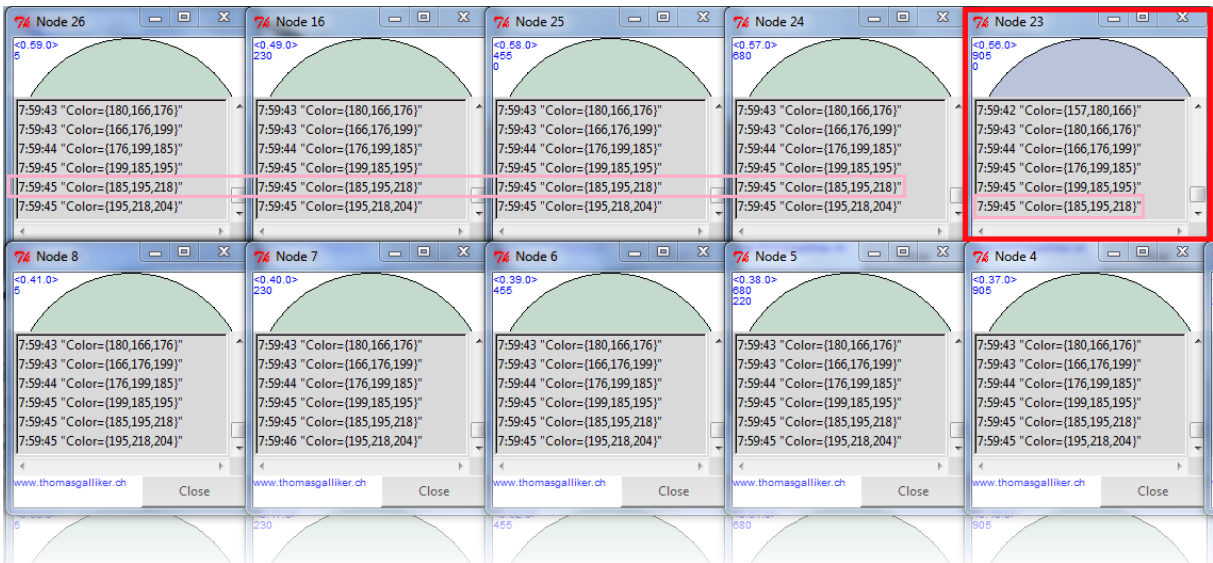 Node 26
<0.59.0>
5
7:59:43 "Color={180,166,176}"
7:59:43 "Color={166,176,199}"
7:59:44 "Color={176,199,185}"
7:59:45 "Color={199,185,195}"
7:59:45 "Color={185,195,218}"
7:59:45 "Color={195,218,204}"
Node 16
<0.49.0>
230
7:59:43 "Color={180,166,176}"
7:59:43 "Color={166,176,199}"
7:59:44 "Color={176,199,185}"
7:59:45 "Color={199,185,195}"
7:59:45 "Color={185,195,218}"
7:59:45 "Color={195,218,204}"
Node 25
<0.58.0>
455
0
7:59:43 "Color={180,166,176}"
7:59:43 "Color={166,176,199}"
7:59:44 "Color={176,199,185}"
7:59:45 "Color={199,185,195}"
7:59:45 "Color={185,195,218}"
7:59:45 "Color={195,218,204}"
Node 24
<0.57.0>
680
7:59:43 "Color={180,166,176}"
7:59:43 "Color={166,176,199}"
7:59:44 "Color={176,199,185}"
7:59:45 "Color={199,185,195}"
7:59:45 "Color={185,195,218}"
7:59:45 "Color={195,218,204}"
Node 23
<0.56.0>
905
0
7:59:42 "Color={157,180,166}"
7:59:43 "Color={180,166,176}"
7:59:44 "Color={166,176,199}"
7:59:45 "Color={176,199,185}"
7:59:45 "Color={199,185,195}"
7:59:45 "Color={185,195,218}"
Node 8
<0.41.0>
5
7:59:43 "Color={180,166,176}"
7:59:43 "Color={166,176,199}"
7:59:44 "Color={176,199,185}"
7:59:45 "Color={199,185,195}"
7:59:45 "Color={185,195,218}"
7:59:45 "Color={195,218,204}"
www.thomasgalliker.ch
Close
Node 7
<0.40.0>
230
7:59:43 "Color={180,166,176}"
7:59:43 "Color={166,176,199}"
7:59:44 "Color={176,199,185}"
7:59:45 "Color={199,185,195}"
7:59:45 "Color={185,195,218}"
7:59:46 "Color={195,218,204}"
www.thomasgalliker.ch
Close
Node 6
<0.39.0>
455
7:59:43 "Color={180,166,176}"
7:59:43 "Color={166,176,199}"
7:59:44 "Color={176,199,185}"
7:59:45 "Color={199,185,195}"
7:59:45 "Color={185,195,218}"
7:59:45 "Color={195,218,204}"
www.thomasgalliker.ch
Close
Node 5
<0.38.0>
680
220
7:59:43 "Color={180,166,176}"
7:59:43 "Color={166,176,199}"
7:59:44 "Color={176,199,185}"
7:59:45 "Color={199,185,195}"
7:59:45 "Color={185,195,218}"
7:59:45 "Color={195,218,204}"
www.thomasgalliker.ch
Close
Node 4
<0.37.0>
905
7:59:43 "Color={180,166,176}"
7:59:43 "Color={166,176,199}"
7:59:44 "Color={176,199,185}"
7:59:45 "Color={199,185,195}"
7:59:45 "Color={185,195,218}"
7:59:45 "Color={195,218,204}"
www.thomasgalliker.ch
Close
5
230
455
680
905